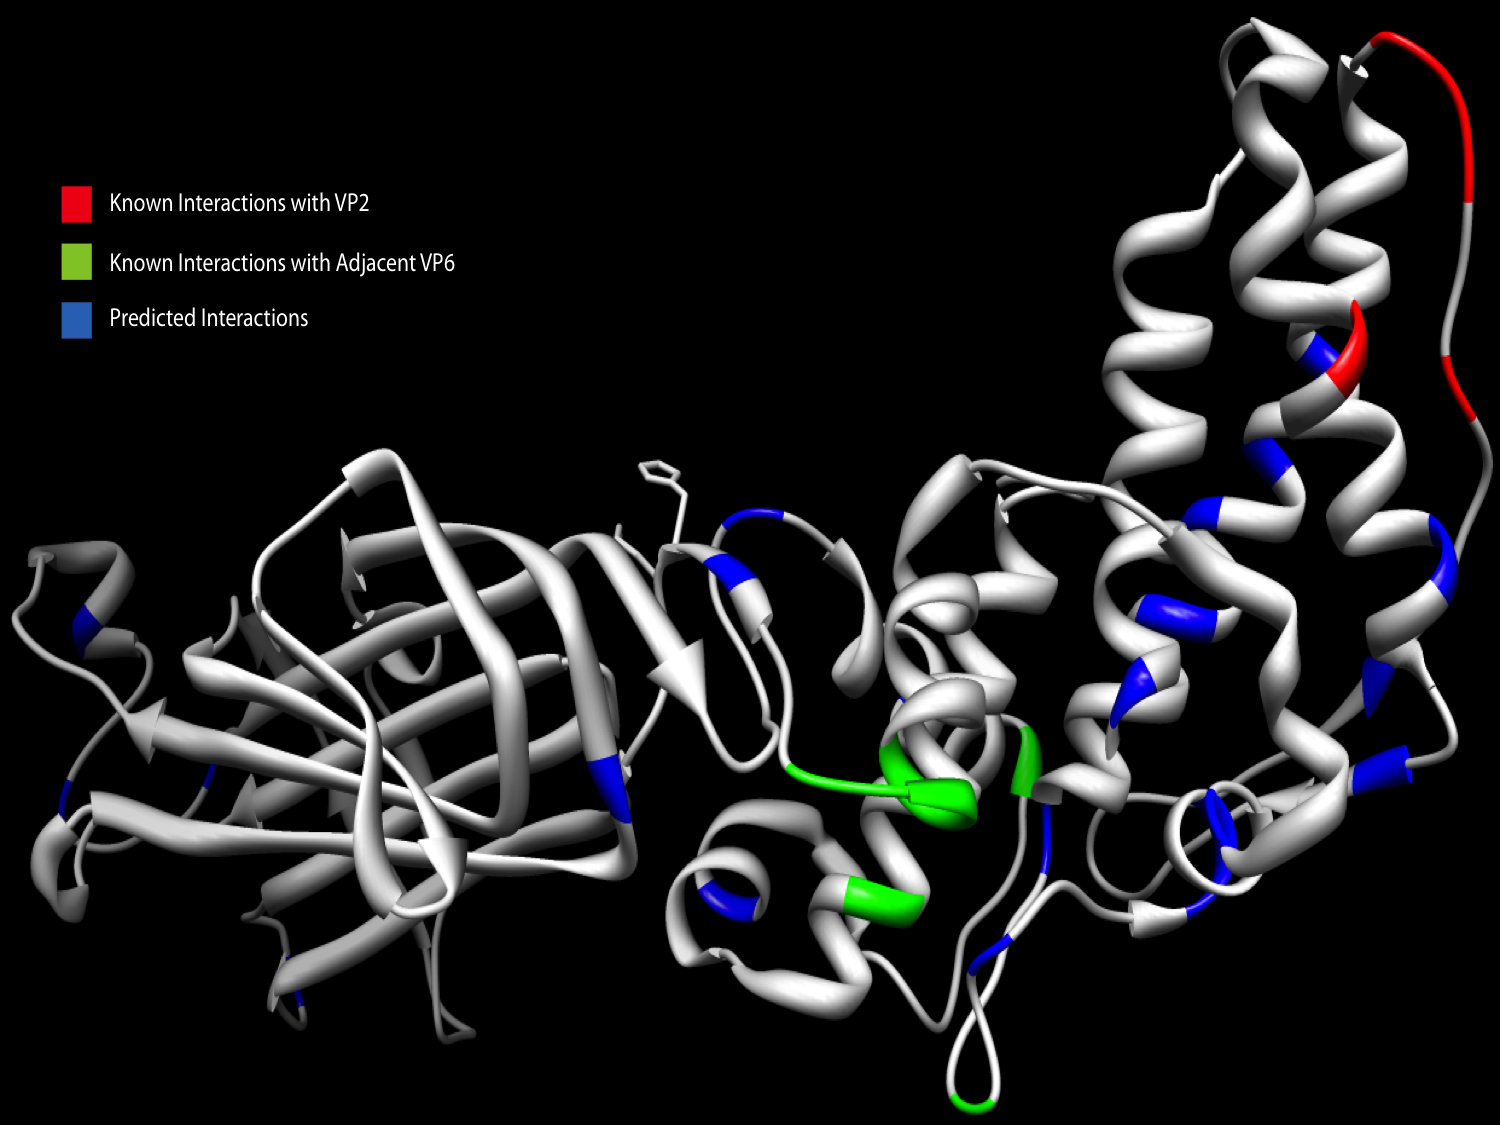 Known Interactions with VP2
Known Interactions with Adjacent VP6
Predicted Interactions